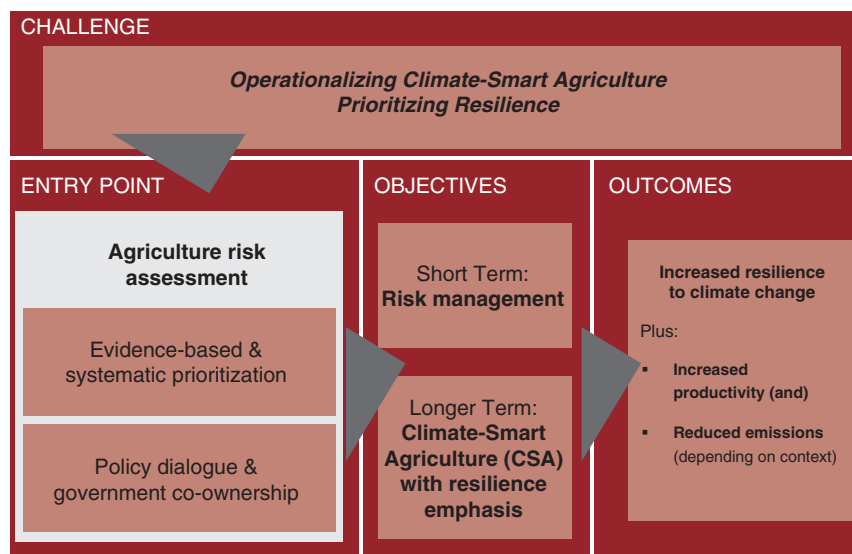 CHALLENGE
Operationalizing Climate-Smart Agriculture
Prioritizing Resilience
ENTRY POINT
Agriculture risk
assessment
Evidence-based &
systematic prioritization
Policy dialogue &
government co-ownership
OBJECTIVES
Short Term:
Risk management
Longer Term:
Climate-Smart
Agriculture (CSA)
with resilience
emphasis
OUTCOMES
Increased resilience
to climate change
Plus:
▪ Increased
productivity (and)
▪ Reduced emissions
(depending on context)